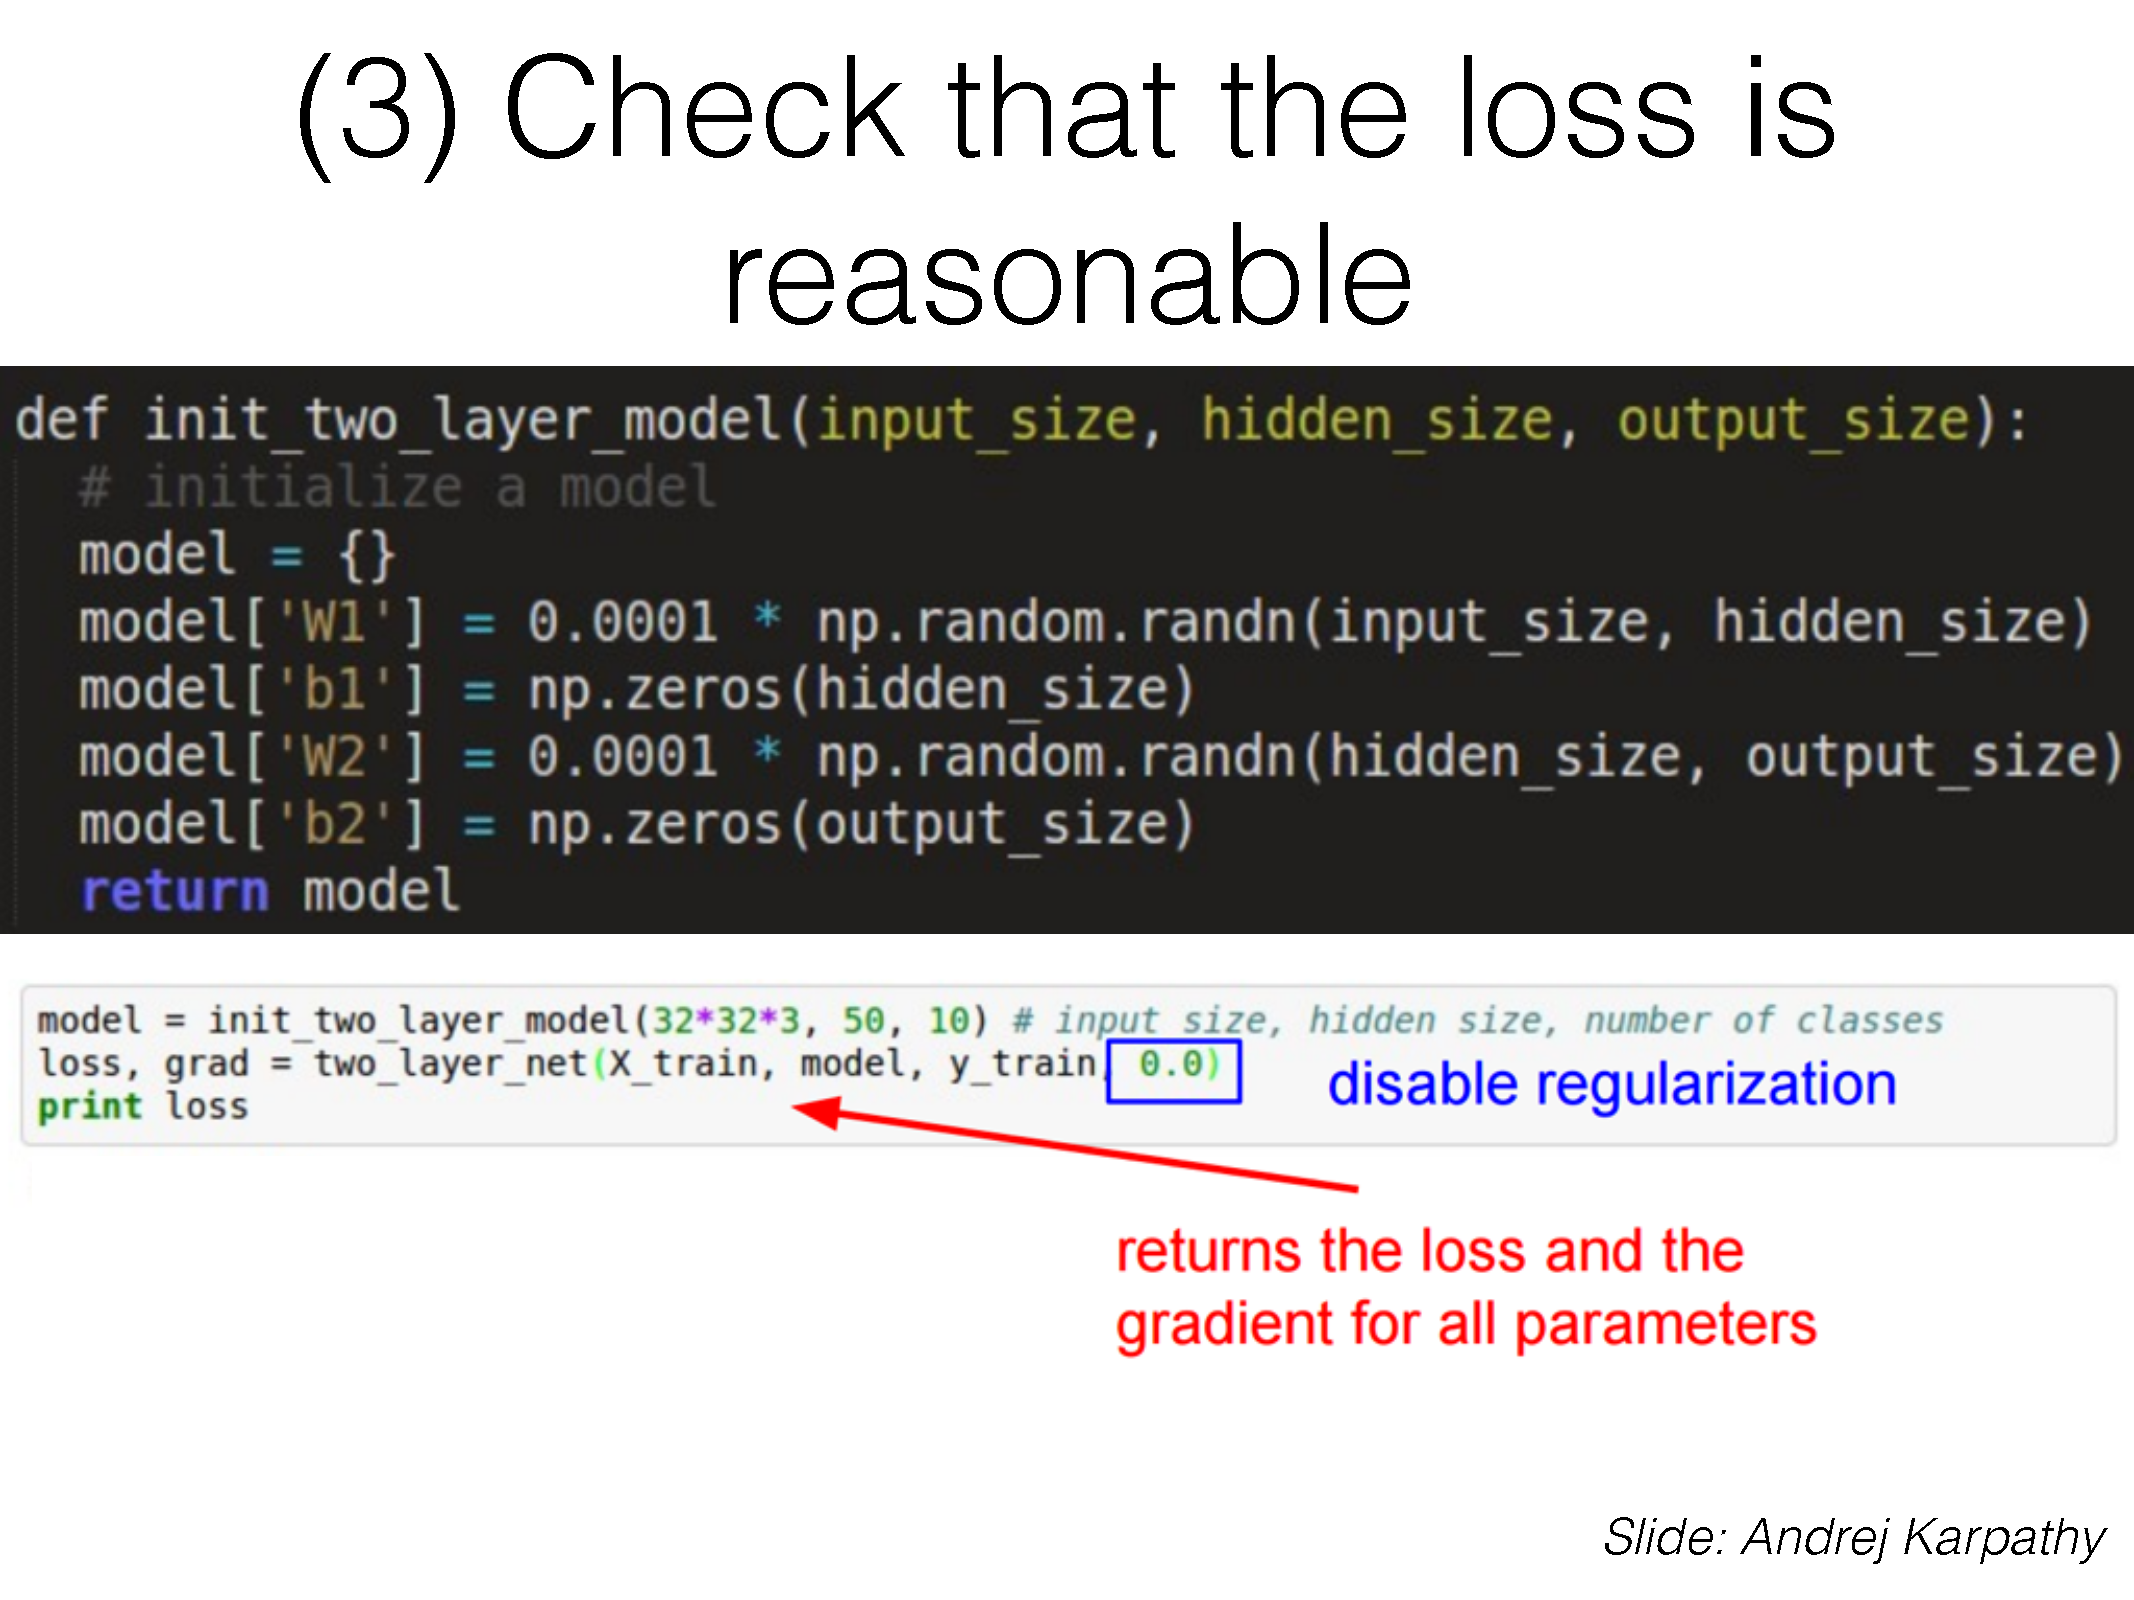 (3) Check that the loss is
reasonable
def init_two_layer_model(input_size, hidden_size, output_size):
# initialize a model
model = {}
model['W1'] = 0.0001 * np.random.randn(input_size, hidden_size)
model['b1'] = np.zeros(hidden_size)
model['W2'] = 0.0001 * np.random.randn(hidden_size, output_size)
model['b2'] = np.zeros(output_size)
return model
model = init_two_layer_model(32*32*3, 50, 10) # input size, hidden size, number of classes
loss, grad = two_layer_net(X_train, model, y_train, 0.0)
disable regularization
print loss
returns the loss and the
gradient for all parameters
Slide: Andrej Karpathy